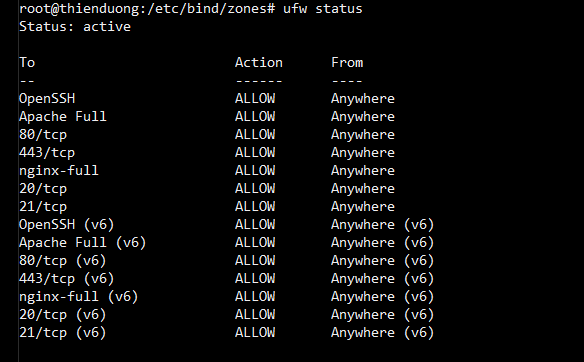 root@thienduong:/etc/bind/zones# ufw status
Status: active
To Action From
-- ------ ----
OpenSSH ALLOW Anywhere
Apache Full ALLOW Anywhere
80/tcp ALLOW Anywhere
443/tcp ALLOW Anywhere
nginx-full ALLOW Anywhere
20/tcp ALLOW Anywhere
21/tcp ALLOW Anywhere
OpenSSH (v6) ALLOW Anywhere (v6)
Apache Full (v6) ALLOW Anywhere (v6)
80/tcp (v6) ALLOW Anywhere (v6)
443/tcp (v6) ALLOW Anywhere (v6)
nginx-full (v6) ALLOW Anywhere (v6)
20/tcp (v6) ALLOW Anywhere (v6)
21/tcp (v6) ALLOW Anywhere (v6)